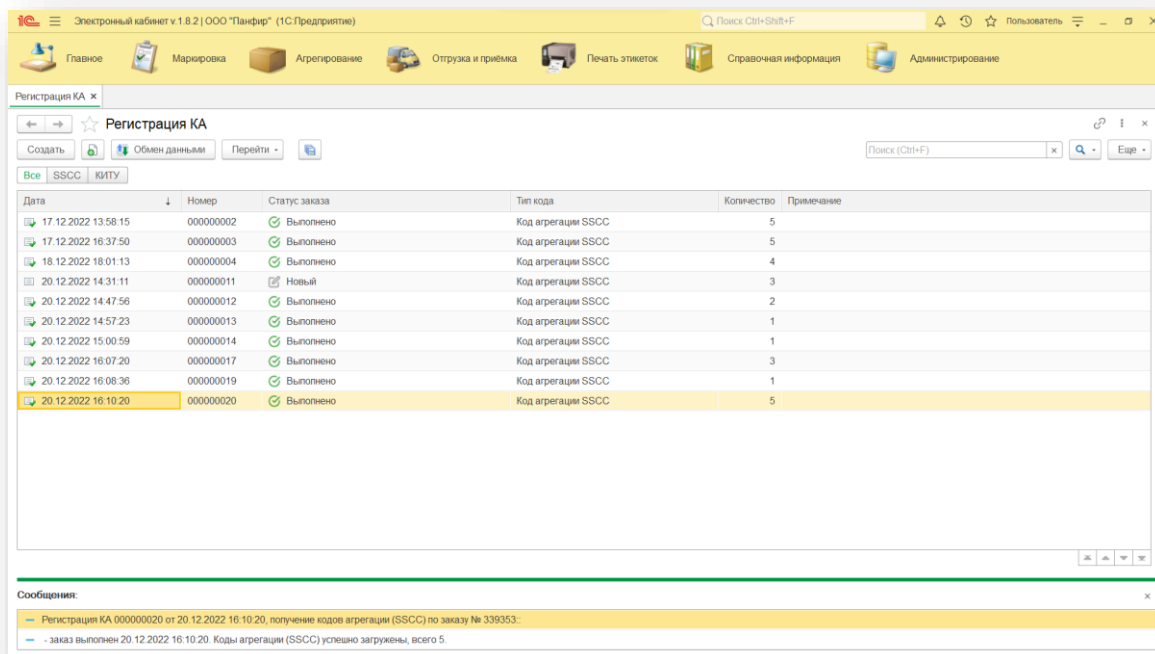 1C Электронный кабинет v.1.8.2 | ООО "Панфир" (1С:Предприятие) Поиск Ctrl+Shift+F Пользователь
Главное Маркировка Агрегирование Отгрузка и приёмка Печать этикеток Справочная информация Администрирование
Регистрация КА ×
Регистрация КА
Создать Обмен данными Перейти Поиск (Ctrl+F) × Еще
Все SSCC КИТУ
Дата ↓ Номер Статус заказа Тип кода Количество Примечание
17.12.2022 13:58:15 000000002 Выполнено Код агрегации SSCC 5
17.12.2022 16:37:50 000000003 Выполнено Код агрегации SSCC 5
18.12.2022 18:01:13 000000004 Выполнено Код агрегации SSCC 4
20.12.2022 14:31:11 000000011 Новый Код агрегации SSCC 3
20.12.2022 14:47:56 000000012 Выполнено Код агрегации SSCC 2
20.12.2022 14:57:23 000000013 Выполнено Код агрегации SSCC 1
20.12.2022 15:00:59 000000014 Выполнено Код агрегации SSCC 1
20.12.2022 16:07:20 000000017 Выполнено Код агрегации SSCC 3
20.12.2022 16:08:36 000000019 Выполнено Код агрегации SSCC 1
20.12.2022 16:10:20 000000020 Выполнено Код агрегации SSCC 5
Сообщения: ×
— Регистрация КА 000000020 от 20.12.2022 16:10:20, получение кодов агрегации (SSCC) по заказу № 339353::
— - заказ выполнен 20.12.2022 16:10:20. Коды агрегации (SSCC) успешно загружены, всего 5.